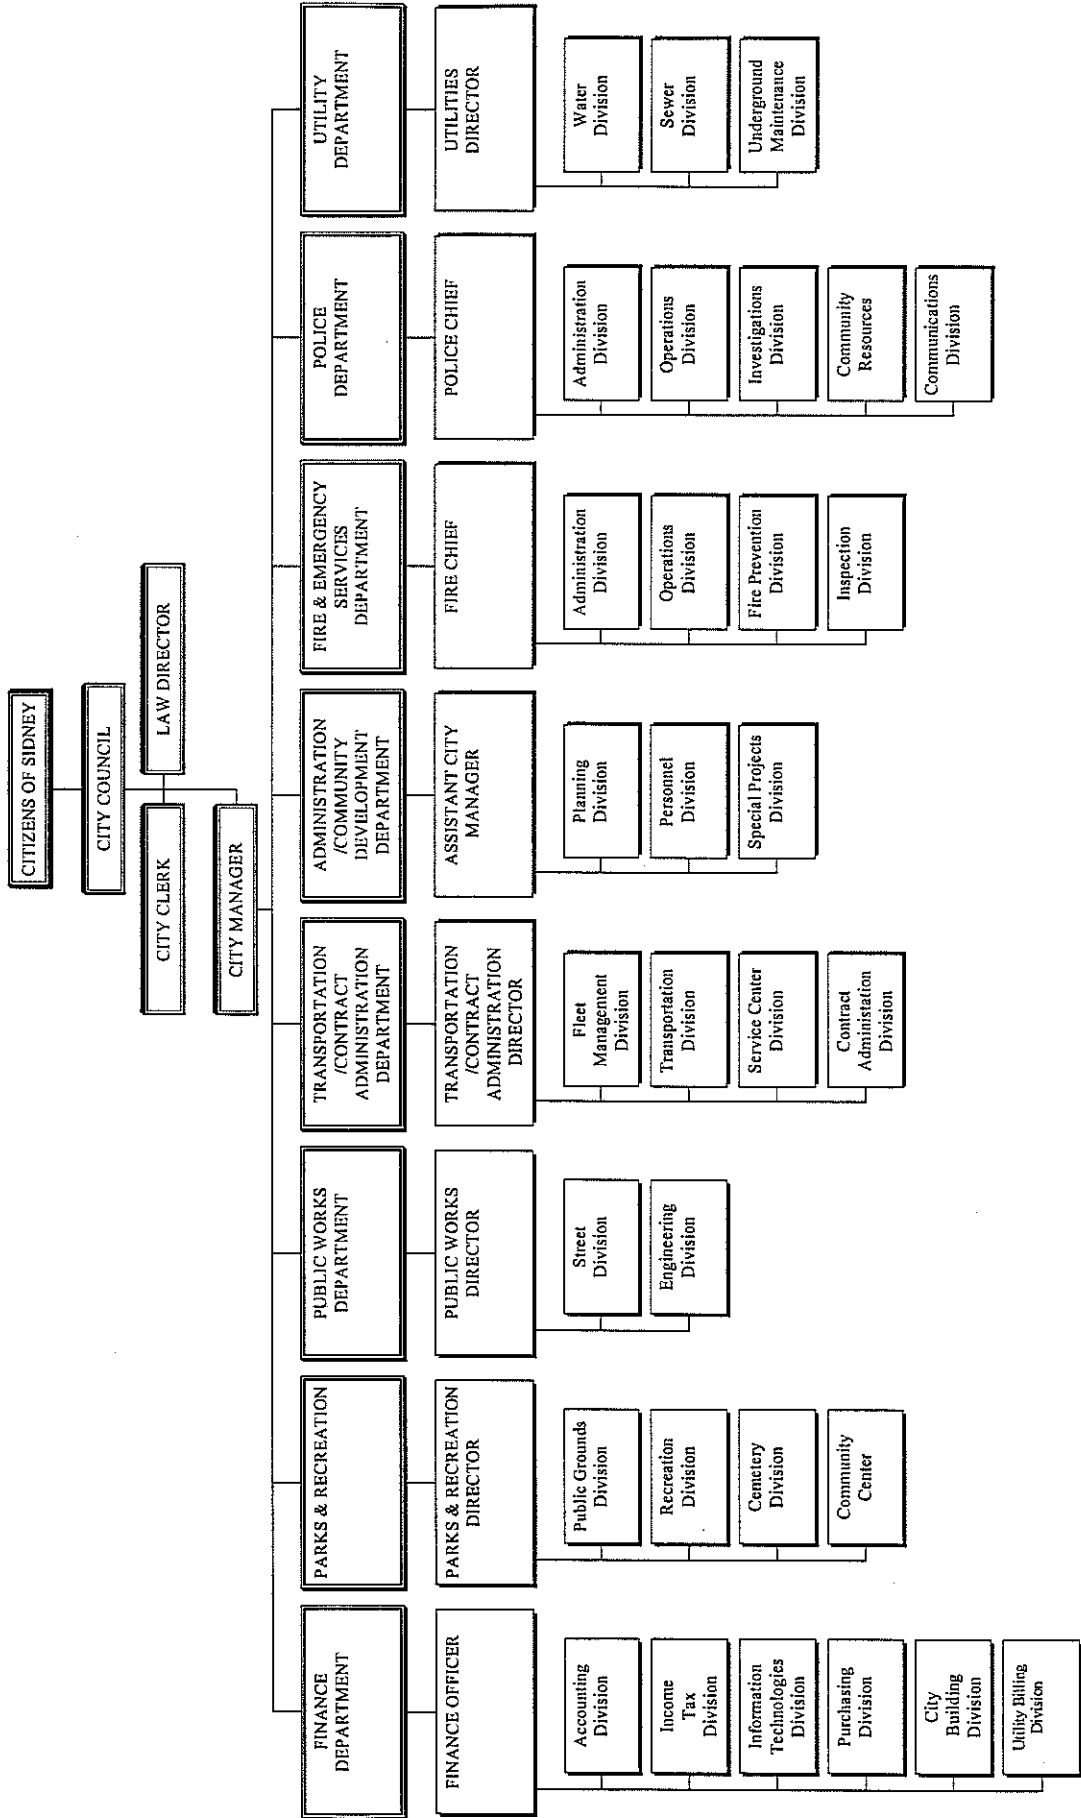 CITIZENS OF SIDNEY
CITY COUNCIL
CITY CLERK
LAW DIRECTOR
CITY MANAGER
FINANCE
DEPARTMENT
PARKS & RECREATION
PUBLIC WORKS
DEPARTMENT
TRANSPORTATION
/CONTRACT
ADMINISTRATION
DEPARTMENT
ADMINISTRATION
/COMMUNITY
DEVELOPMENT
DEPARTMENT
FIRE & EMERGENCY
SERVICES
DEPARTMENT
POLICE
DEPARTMENT
UTILITY
DEPARTMENT
FINANCE OFFICER
PARKS & RECREATION
DIRECTOR
PUBLIC WORKS
DIRECTOR
TRANSPORTATION
/CONTRACT
ADMINISTRATION
DIRECTOR
ASSISTANT CITY
MANAGER
FIRE CHIEF
POLICE CHIEF
UTILITIES
DIRECTOR
Accounting
Division
Income
Tax
Division
Information
Technologies
Division
Purchasing
Division
City
Building
Division
Utility Billing
Division
Public Grounds
Division
Recreation
Division
Cemetery
Division
Community
Center
Street
Division
Engineering
Division
Fleet
Management
Division
Transportation
Division
Service Center
Division
Contract
Administation
Division
Planning
Division
Personnel
Division
Special Projects
Division
Administration
Division
Operations
Division
Fire Prevention
Division
Inspection
Division
Administration
Division
Operations
Division
Investigations
Division
Community
Resources
Communications
Division
Water
Division
Sewer
Division
Underground
Maintenance
Division